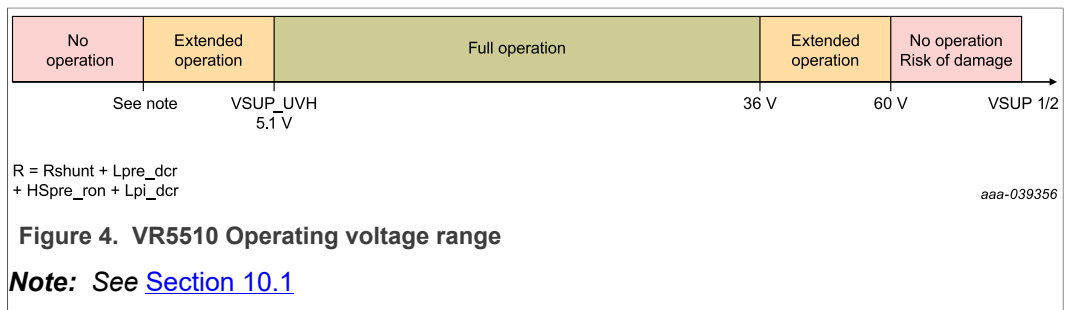 No operation
Extended operation
Full operation
Extended operation
No operation Risk of damage
See note
VSUP_UVH
5.1 V
36 V
60 V
VSUP 1/2
R = Rshunt + Lpre_dcr
+ HSpre_ron + Lpi_dcr
aaa-039356
Figure 4. VR5510 Operating voltage range
Note: See Section 10.1